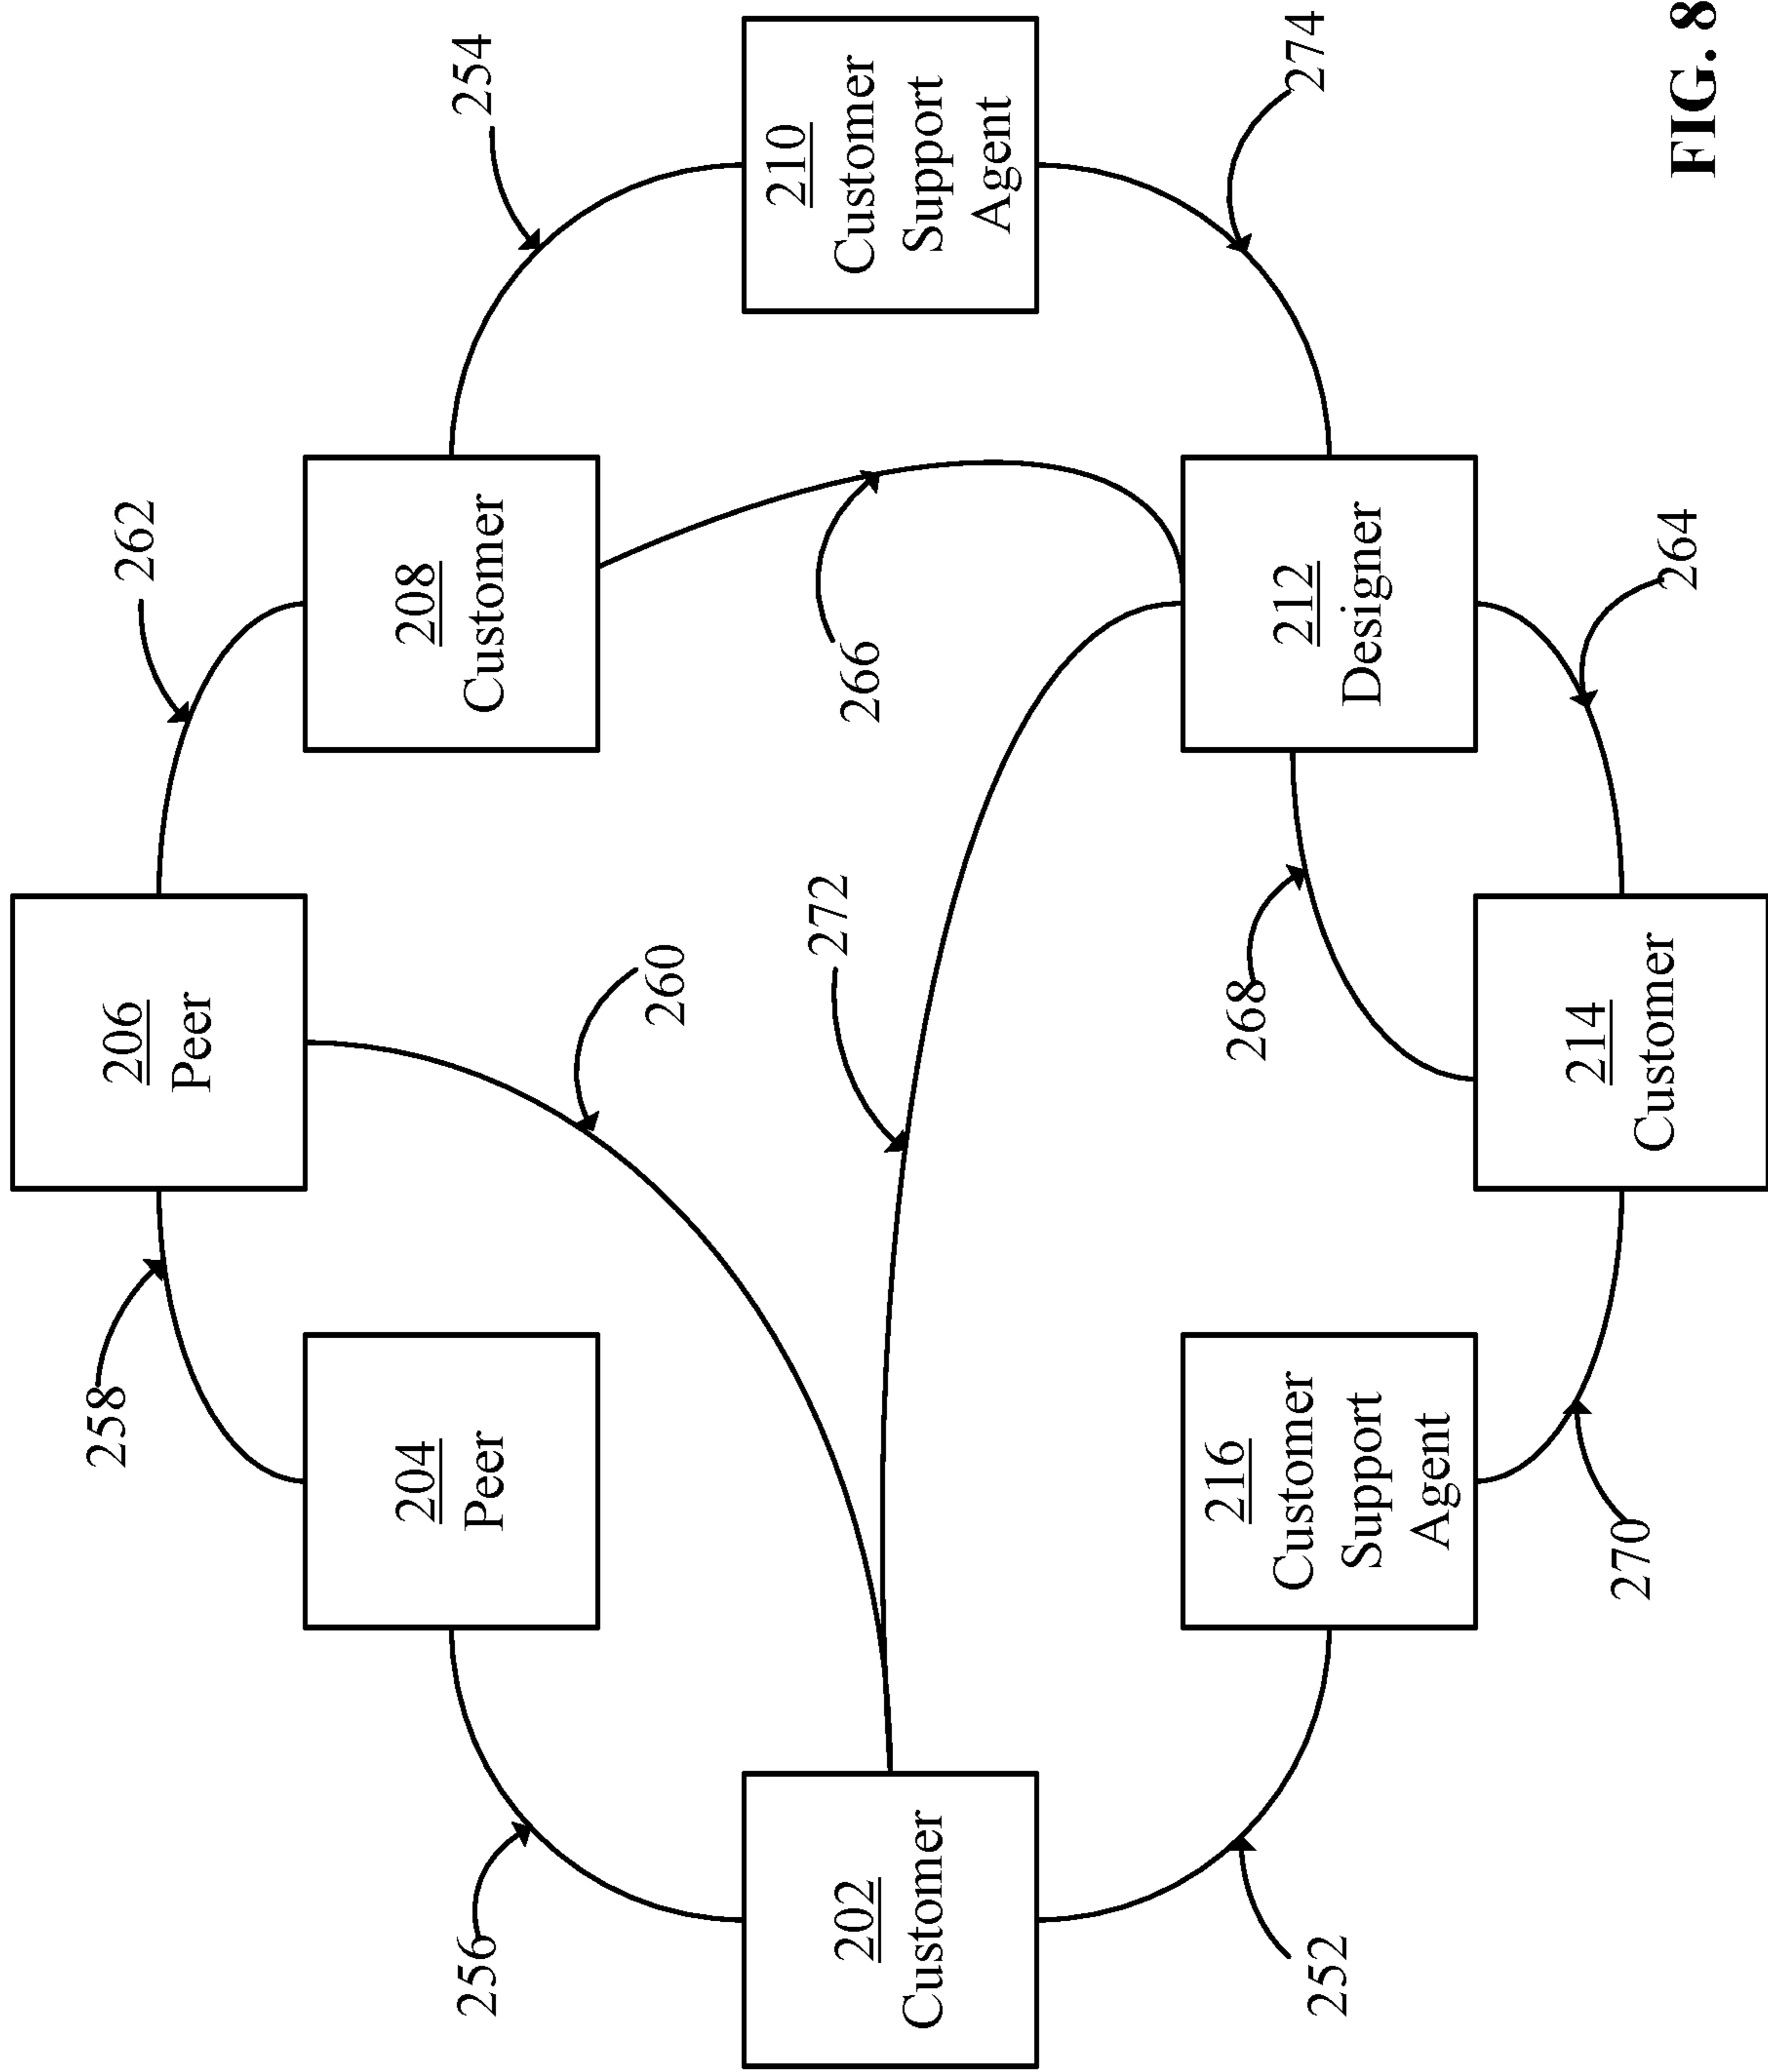 258
206
Peer
262
204
Peer
208
Customer
256
254
260
210
Customer
Support
Agent
272
202
Customer
266
216
Customer
Support
Agent
268
212
Designer
252
274
214
Customer
270
264
FIG. 8